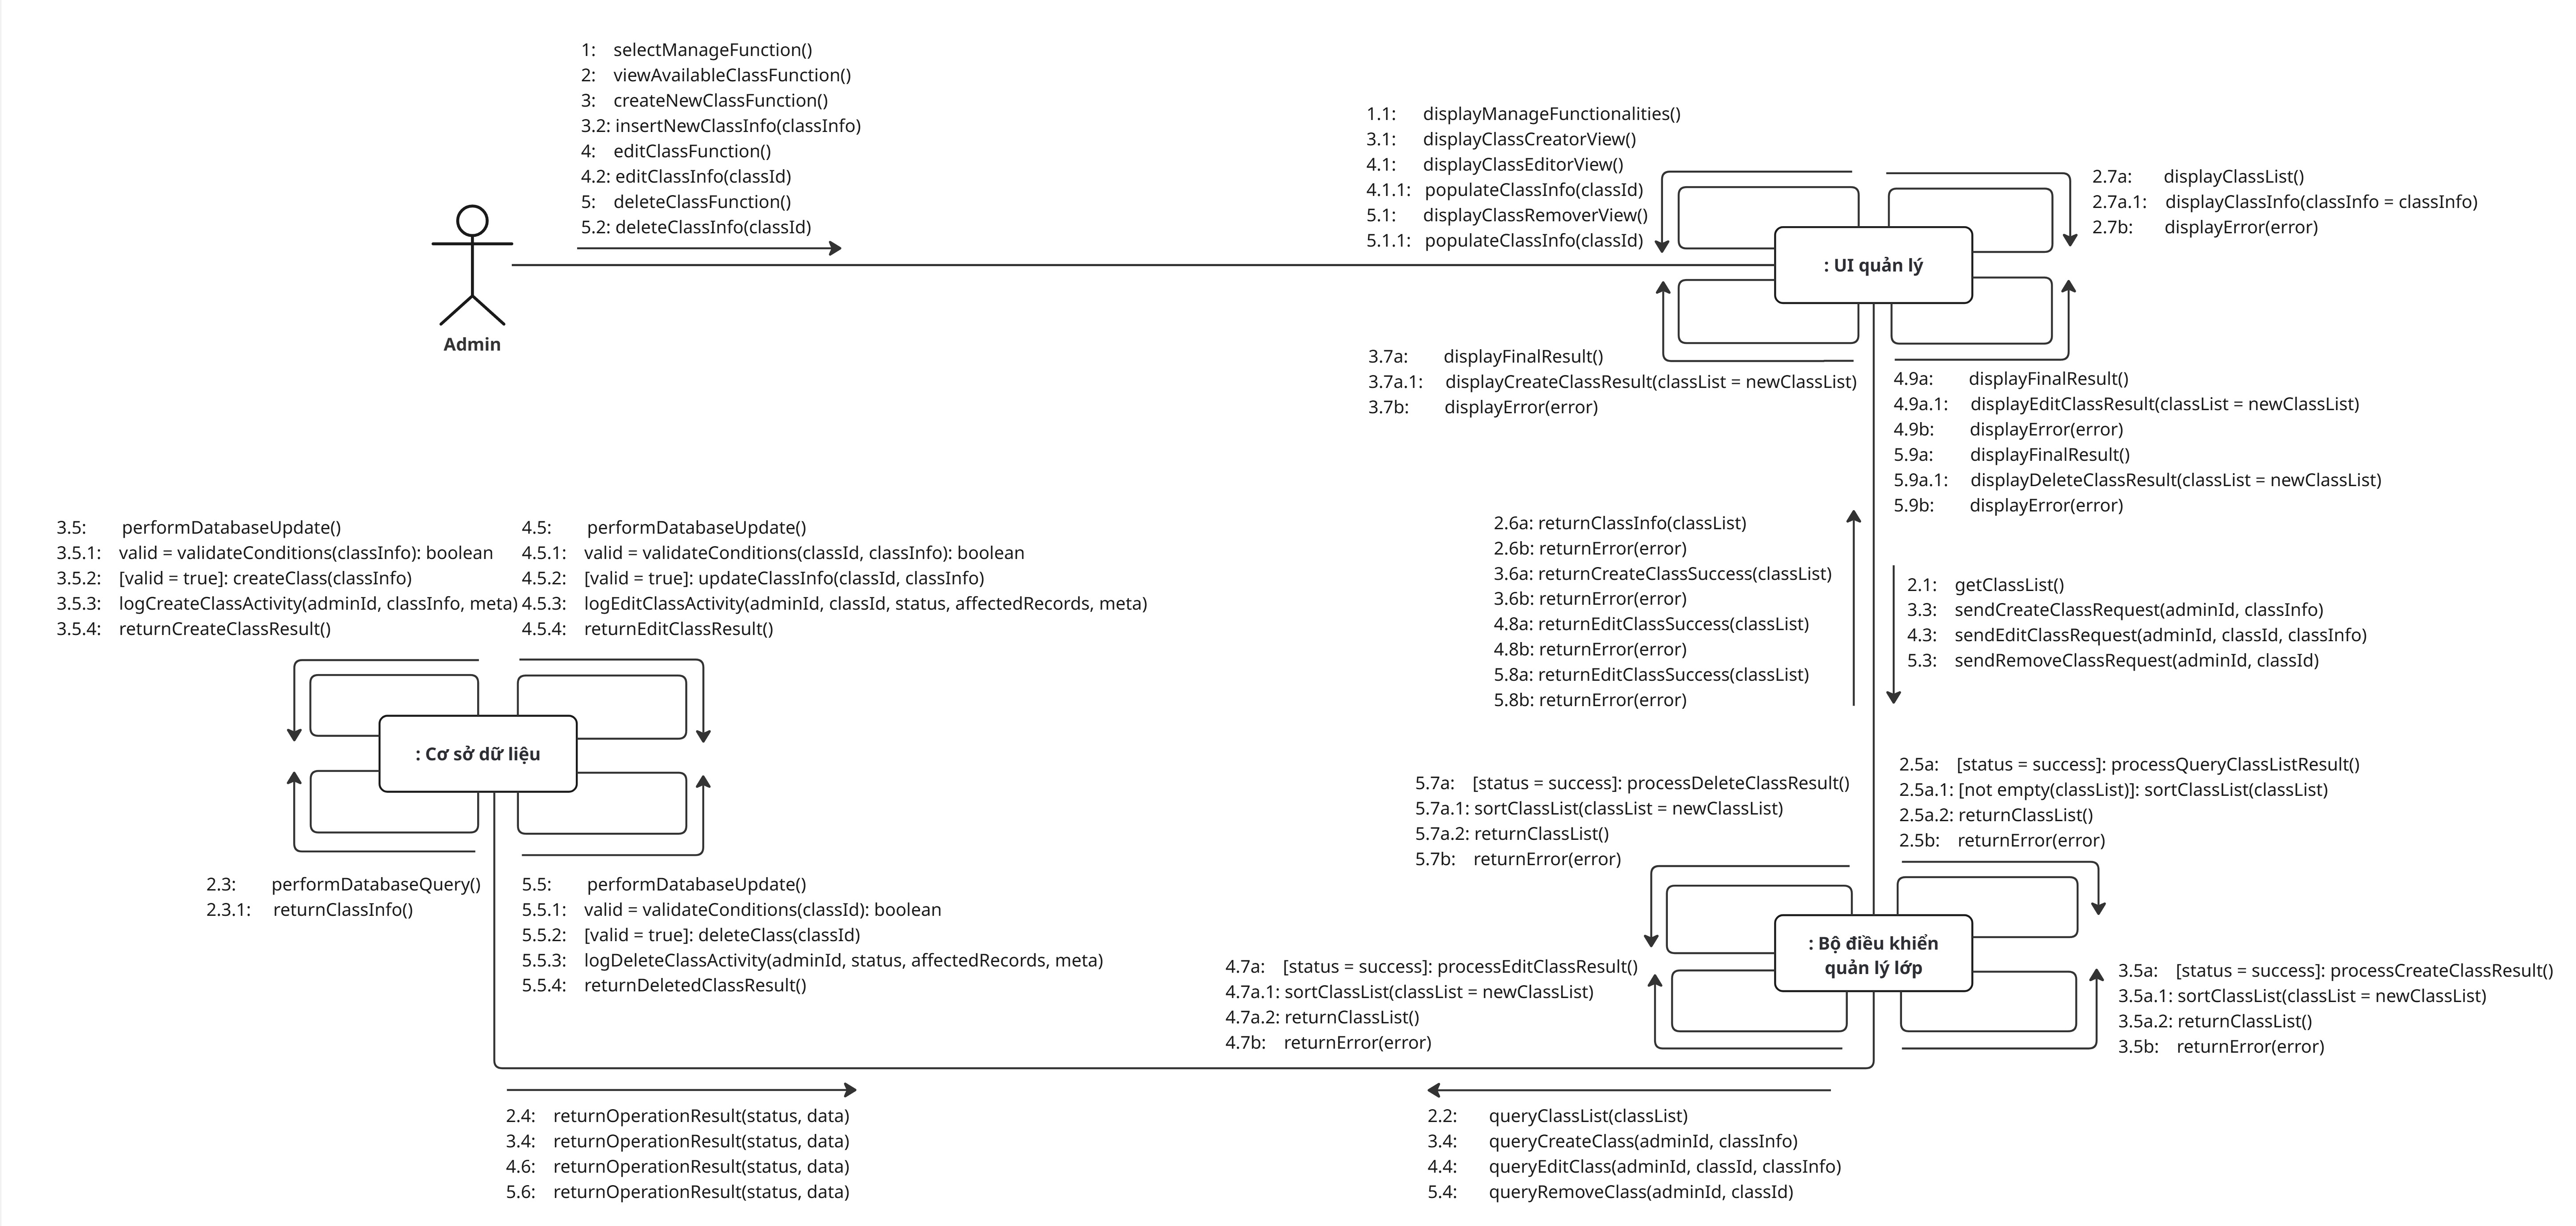 1: selectManageFunction()
2: viewAvailableClassFunction()
3: createNewClassFunction()
3.2: insertNewClassInfo(classInfo)
4: editClassFunction()
4.2: editClassInfo(classId)
5: deleteClassFunction()
5.2: deleteClassInfo(classId)
Admin
1.1: displayManageFunctionalities()
3.1: displayClassCreatorView()
4.1: displayClassEditorView()
4.1.1: populateClassInfo(classId)
5.1: displayClassRemoverView()
5.1.1: populateClassInfo(classId)
2.7a: displayClassList()
2.7a.1: displayClassInfo(classInfo = classInfo)
2.7b: displayError(error)
: UI quản lý
3.7a: displayFinalResult()
3.7a.1: displayCreateClassResult(classList = newClassList)
3.7b: displayError(error)
4.9a: displayFinalResult()
4.9a.1: displayEditClassResult(classList = newClassList)
4.9b: displayError(error)
5.9a: displayFinalResult()
5.9a.1: displayDeleteClassResult(classList = newClassList)
5.9b: displayError(error)
3.5: performDatabaseUpdate()
3.5.1: valid = validateConditions(classInfo): boolean
3.5.2: [valid = true]: createClass(classInfo)
3.5.3: logCreateClassActivity(adminId, classInfo, meta)
3.5.4: returnCreateClassResult()
4.5: performDatabaseUpdate()
4.5.1: valid = validateConditions(classId, classInfo): boolean
4.5.2: [valid = true]: updateClassInfo(classId, classInfo)
4.5.3: logEditClassActivity(adminId, classId, status, affectedRecords, meta)
4.5.4: returnEditClassResult()
2.6a: returnClassInfo(classList)
2.6b: returnError(error)
3.6a: returnCreateClassSuccess(classList)
3.6b: returnError(error)
4.8a: returnEditClassSuccess(classList)
4.8b: returnError(error)
5.8a: returnEditClassSuccess(classList)
5.8b: returnError(error)
2.1: getClassList()
3.3: sendCreateClassRequest(adminId, classInfo)
4.3: sendEditClassRequest(adminId, classId, classInfo)
5.3: sendRemoveClassRequest(adminId, classId)
: Cơ sở dữ liệu
2.3: performDatabaseQuery()
2.3.1: returnClassInfo()
5.5: performDatabaseUpdate()
5.5.1: valid = validateConditions(classId): boolean
5.5.2: [valid = true]: deleteClass(classId)
5.5.3: logDeleteClassActivity(adminId, status, affectedRecords, meta)
5.5.4: returnDeletedClassResult()
5.7a: [status = success]: processDeleteClassResult()
5.7a.1: sortClassList(classList = newClassList)
5.7a.2: returnClassList()
5.7b: returnError(error)
2.5a: [status = success]: processQueryClassListResult()
2.5a.1: [not empty(classList)]: sortClassList(classList)
2.5a.2: returnClassList()
2.5b: returnError(error)
: Bộ điều khiển
quản lý lớp
4.7a: [status = success]: processEditClassResult()
4.7a.1: sortClassList(classList = newClassList)
4.7a.2: returnClassList()
4.7b: returnError(error)
3.5a: [status = success]: processCreateClassResult()
3.5a.1: sortClassList(classList = newClassList)
3.5a.2: returnClassList()
3.5b: returnError(error)
2.4: returnOperationResult(status, data)
3.4: returnOperationResult(status, data)
4.6: returnOperationResult(status, data)
5.6: returnOperationResult(status, data)
2.2: queryClassList(classList)
3.4: queryCreateClass(adminId, classInfo)
4.4: queryEditClass(adminId, classId, classInfo)
5.4: queryRemoveClass(adminId, classId)